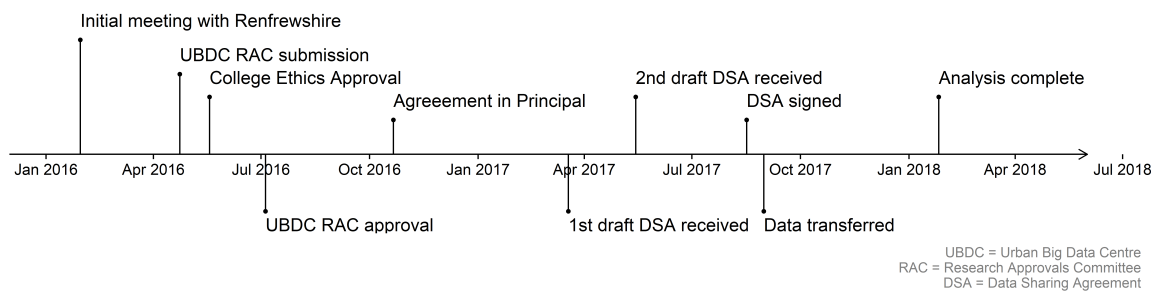 Initial meeting with Renfrewshire
UBDC RAC submission
College Ethics Approval
2nd draft DSA received
Analysis complete
Agreeement in Principal
DSA signed
Jan 2016
Apr 2016
Jul 2016
Oct 2016
Jan 2017
Apr 2017
Jul 2017
Oct 2017
Jan 2018
Apr 2018
Jul 2018
UBDC RAC approval
1st draft DSA received
Data transferred
UBDC = Urban Big Data Centre
RAC = Research Approvals Committee
DSA = Data Sharing Agreement